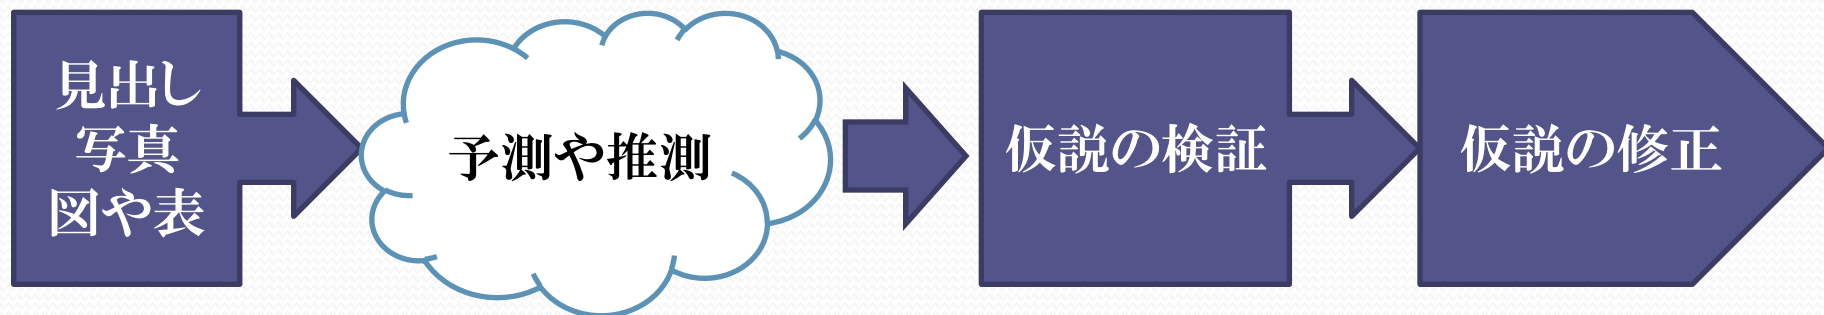 見出し
写真
図や表
予測や推測
仮説の検証
仮説の修正